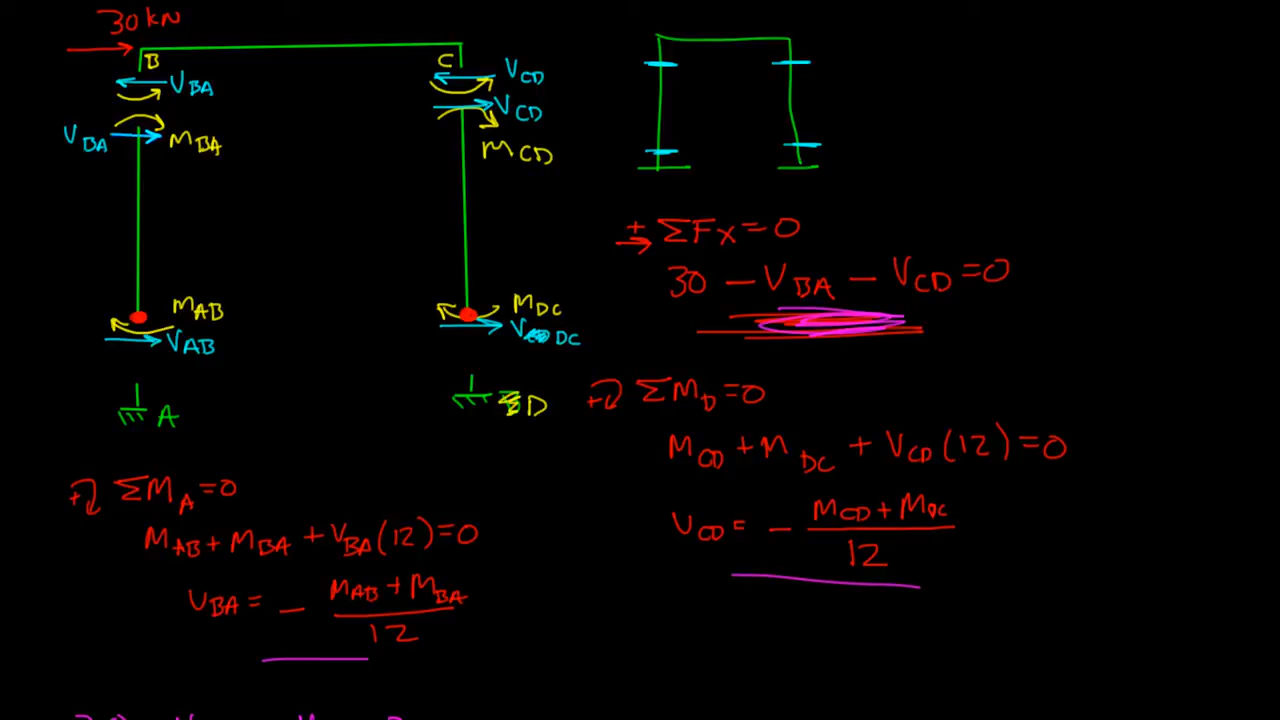 30 kN
B
C
V_BA
V_CD
V_CD
V_BA
M_BA
M_CD
M_AB
V_AB
M_DC
V_DC
A
D
+→ ΣFx = 0
30 - V_BA - V_CD = 0
+ ΣM_D = 0
M_CD + M_DC + V_CD (12) = 0
V_CD = - (M_CD + M_DC) / 12
+ ΣM_A = 0
M_AB + M_BA + V_BA (12) = 0
V_BA = - (M_AB + M_BA) / 12